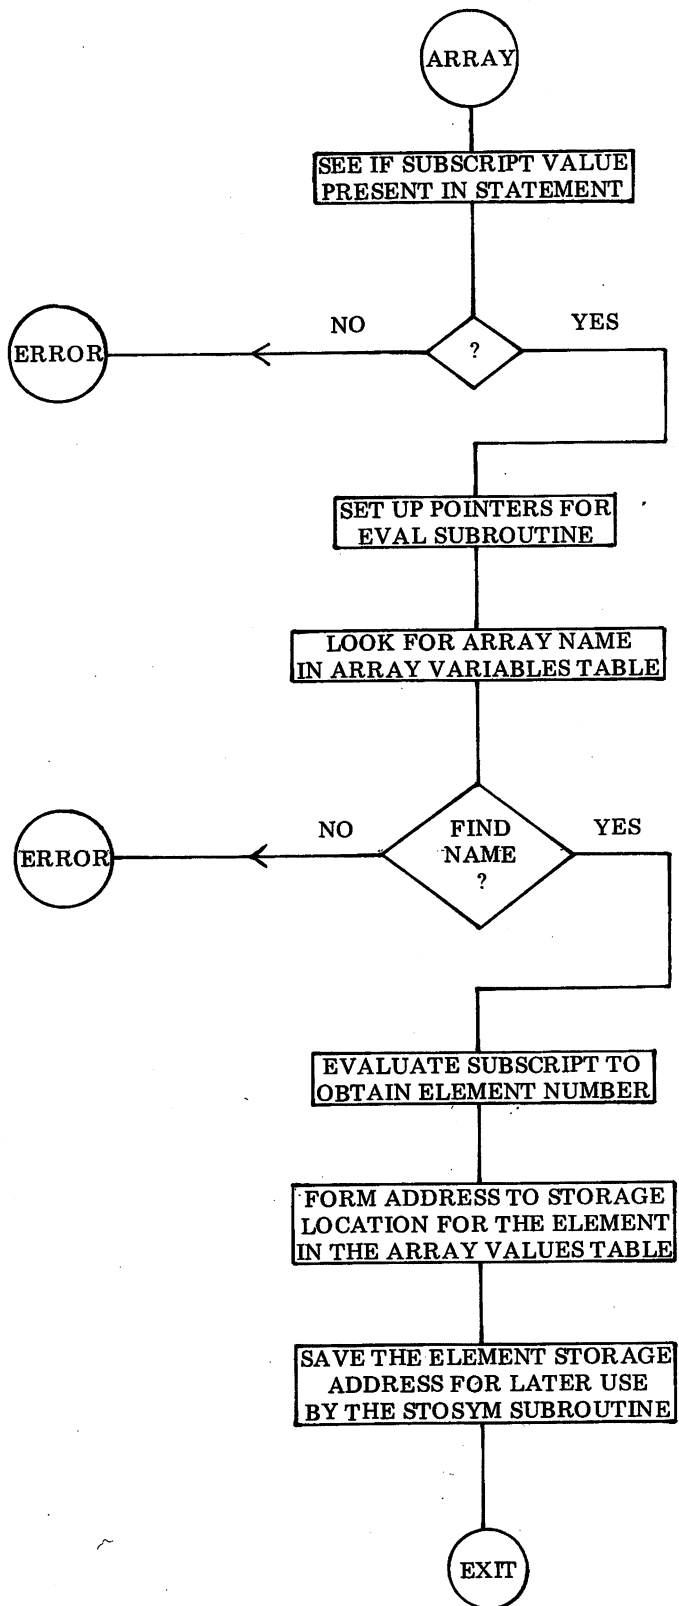 ARRAY
SEE IF SUBSCRIPT VALUE
PRESENT IN STATEMENT
NO
YES
ERROR
?
SET UP POINTERS FOR
EVAL SUBROUTINE
LOOK FOR ARRAY NAME
IN ARRAY VARIABLES TABLE
NO
YES
ERROR
FIND
NAME
?
EVALUATE SUBSCRIPT TO
OBTAIN ELEMENT NUMBER
FORM ADDRESS TO STORAGE
LOCATION FOR THE ELEMENT
IN THE ARRAY VALUES TABLE
SAVE THE ELEMENT STORAGE
ADDRESS FOR LATER USE
BY THE STOSYM SUBROUTINE
EXIT